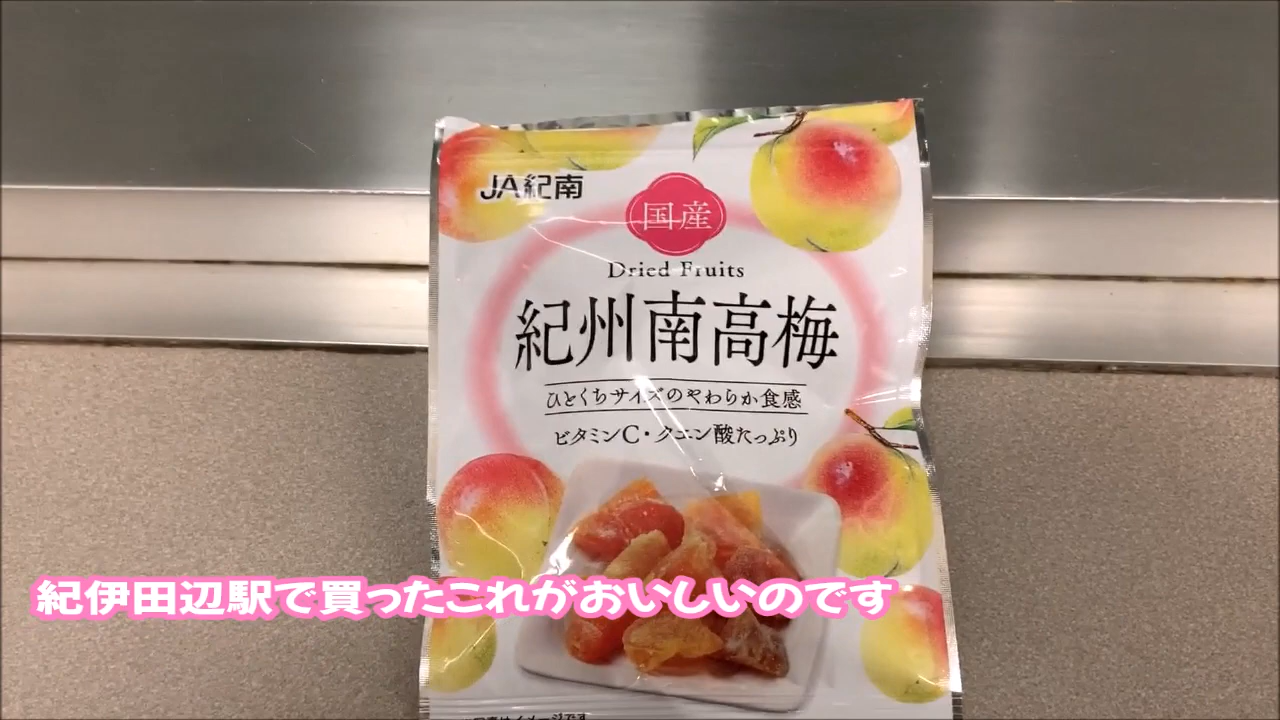 JA紀南
国産
Dried Fruits
紀州南高梅
ひとくちサイズのやわらか食感
ビタミンC・クエン酸たっぷり
紀伊田辺駅で買ったこれがおいしいのです